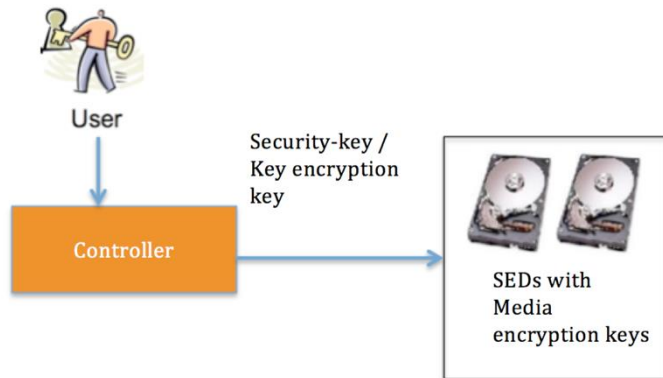 User
Security-key /
Key encryption
key
Controller
SEDs with
Media
encryption keys